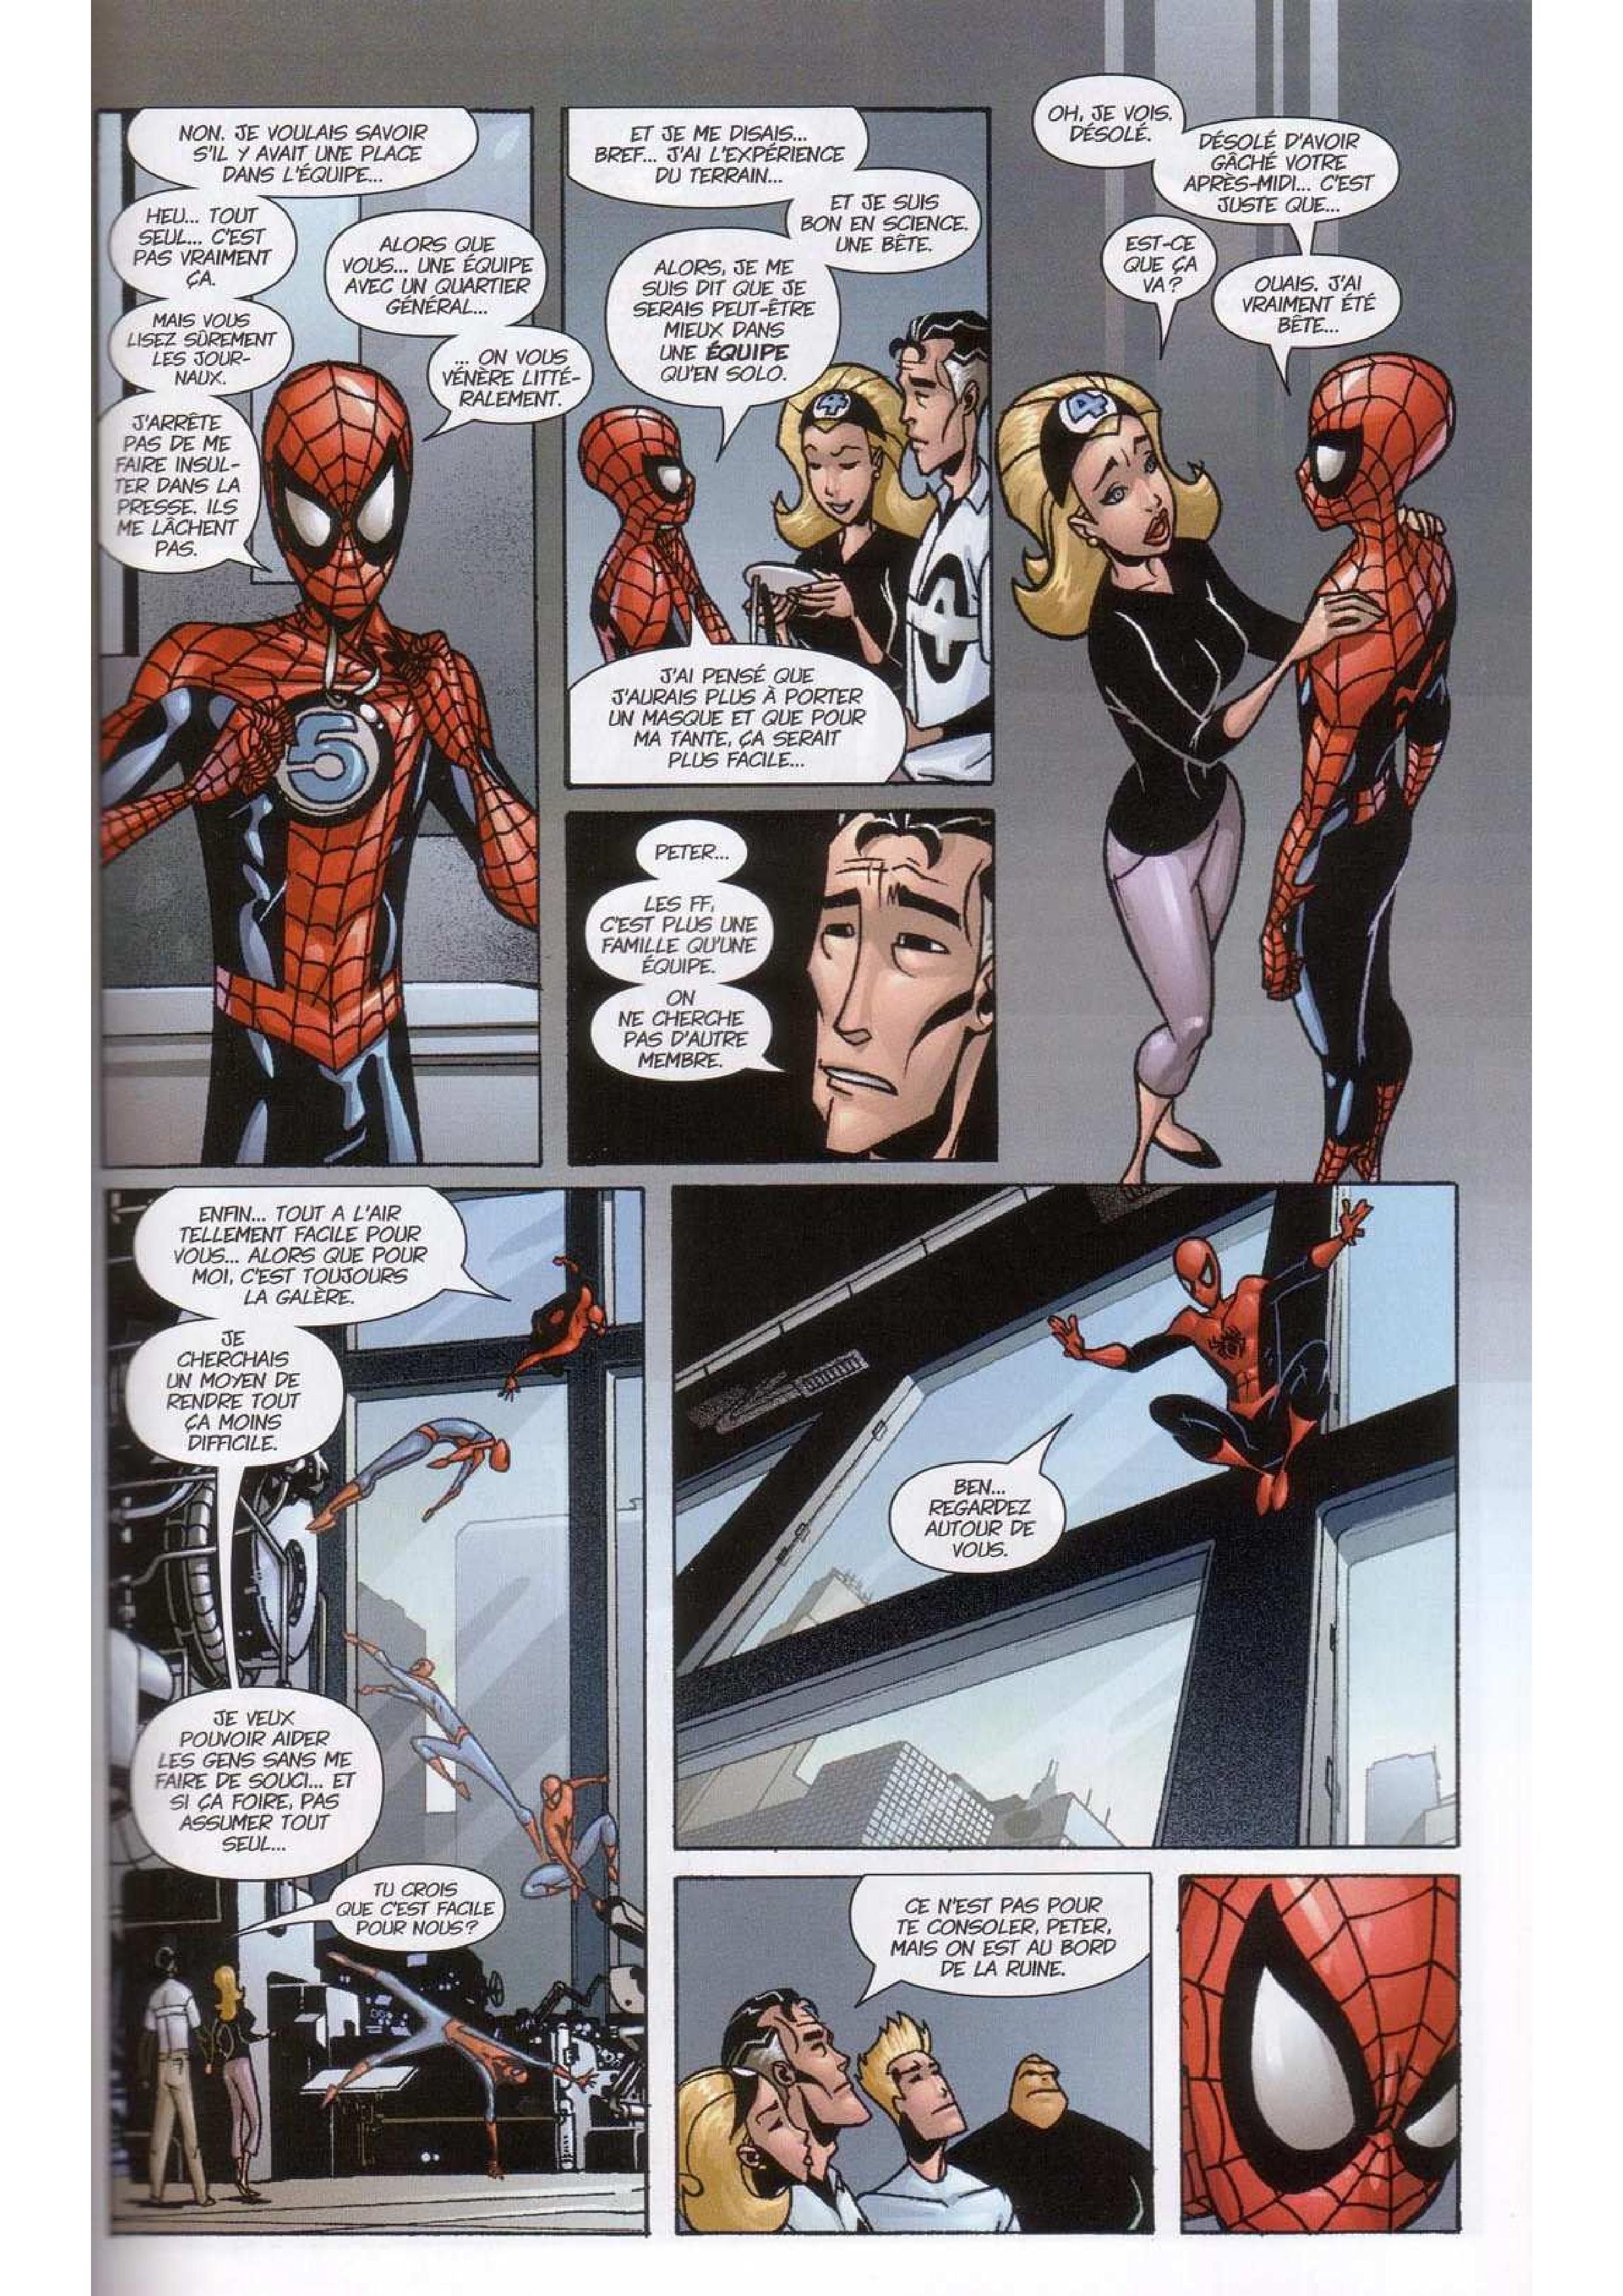 NON. JE VOULAIS SAVOIR
S'IL Y AVAIT UNE PLACE
DANS L'ÉQUIPE...
HEU... TOUT
SEUL... C'EST
PAS VRAIMENT
ÇA.
MAIS VOUS
LISEZ SÛREMENT
LES JOUR-
NAUX.
J'ARRÊTE
PAS DE ME
FAIRE INSUL-
TER DANS LA
PRESSE. ILS
ME LÂCHENT
PAS.
ALORS QUE
VOUS... UNE ÉQUIPE
AVEC UN QUARTIER
GÉNÉRAL...
... ON VOUS
VÉNÈRE LITTÉ-
RALEMENT.
5
ET JE ME DISAIS...
BREF... J'AI L'EXPÉRIENCE
DU TERRAIN...
ET JE SUIS
BON EN SCIENCE.
UNE BÊTE.
ALORS, JE ME
SUIS DIT QUE JE
SERAIS PEUT-ÊTRE
MIEUX DANS
UNE ÉQUIPE
QU'EN SOLO.
4
4
J'AI PENSÉ QUE
J'AURAIS PLUS À PORTER
UN MASQUE ET QUE POUR
MA TANTE, ÇA SERAIT
PLUS FACILE...
PETER...
LES FF,
C'EST PLUS UNE
FAMILLE QU'UNE
ÉQUIPE.
ON
NE CHERCHE
PAS D'AUTRE
MEMBRE.
OH, JE VOIS.
DÉSOLÉ.
DÉSOLÉ D'AVOIR
GÂCHÉ VOTRE
APRÈS-MIDI... C'EST
JUSTE QUE...
EST-CE
QUE ÇA
VA?
OUAIS. J'AI
VRAIMENT ÉTÉ
BÊTE...
4
ENFIN... TOUT A L'AIR
TELLEMENT FACILE POUR
VOUS... ALORS QUE POUR
MOI, C'EST TOUJOURS
LA GALÈRE.
JE
CHERCHAIS
UN MOYEN DE
RENDRE TOUT
ÇA MOINS
DIFFICILE.
JE VEUX
POUVOIR AIDER
LES GENS SANS ME
FAIRE DE SOUCI... ET
SI ÇA FOIRE, PAS
ASSUMER TOUT
SEUL...
TU CROIS
QUE C'EST FACILE
POUR NOUS?
BEN...
REGARDEZ
AUTOUR DE
VOUS.
CE N'EST PAS POUR
TE CONSOLER, PETER,
MAIS ON EST AU BORD
DE LA RUINE.